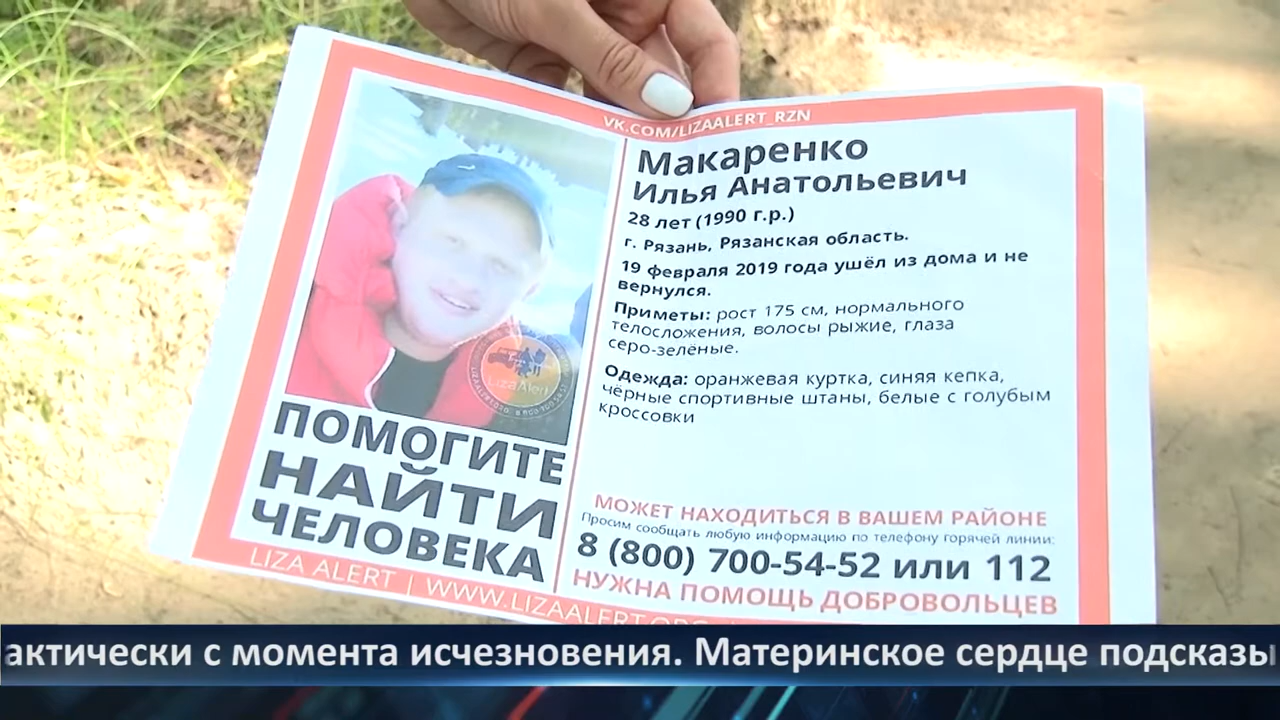 VK.COM/LIZAALERT_RZN
Макаренко
Илья Анатольевич
28 лет (1990 г.р.)
г. Рязань, Рязанская область.
19 февраля 2019 года ушёл из дома и не
вернулся.
Приметы: рост 175 см, нормального
телосложения, волосы рыжие, глаза
серо-зелёные.
Одежда: оранжевая куртка, синяя кепка,
чёрные спортивные штаны, белые с голубым
кроссовки
LizaAlert
ПОМОГИТЕ
НАЙТИ
ЧЕЛОВЕКА
МОЖЕТ НАХОДИТЬСЯ В ВАШЕМ РАЙОНЕ
Просим сообщать любую информацию по телефону горячей линии:
8 (800) 700-54-52 или 112
НУЖНА ПОМОЩЬ ДОБРОВОЛЬЦЕВ
LIZA ALERT | WWW.LIZAALERT.ORG
актически с момента исчезновения. Материнское сердце подсказы